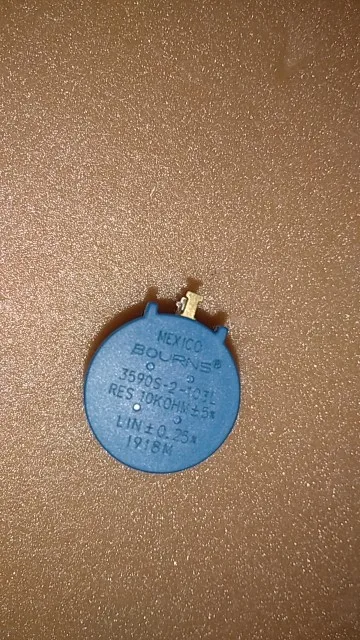 MEXICO
BOURNS®
3590S-2-103L
RES 10KOHM±5%
LIN±0.25%
1918M